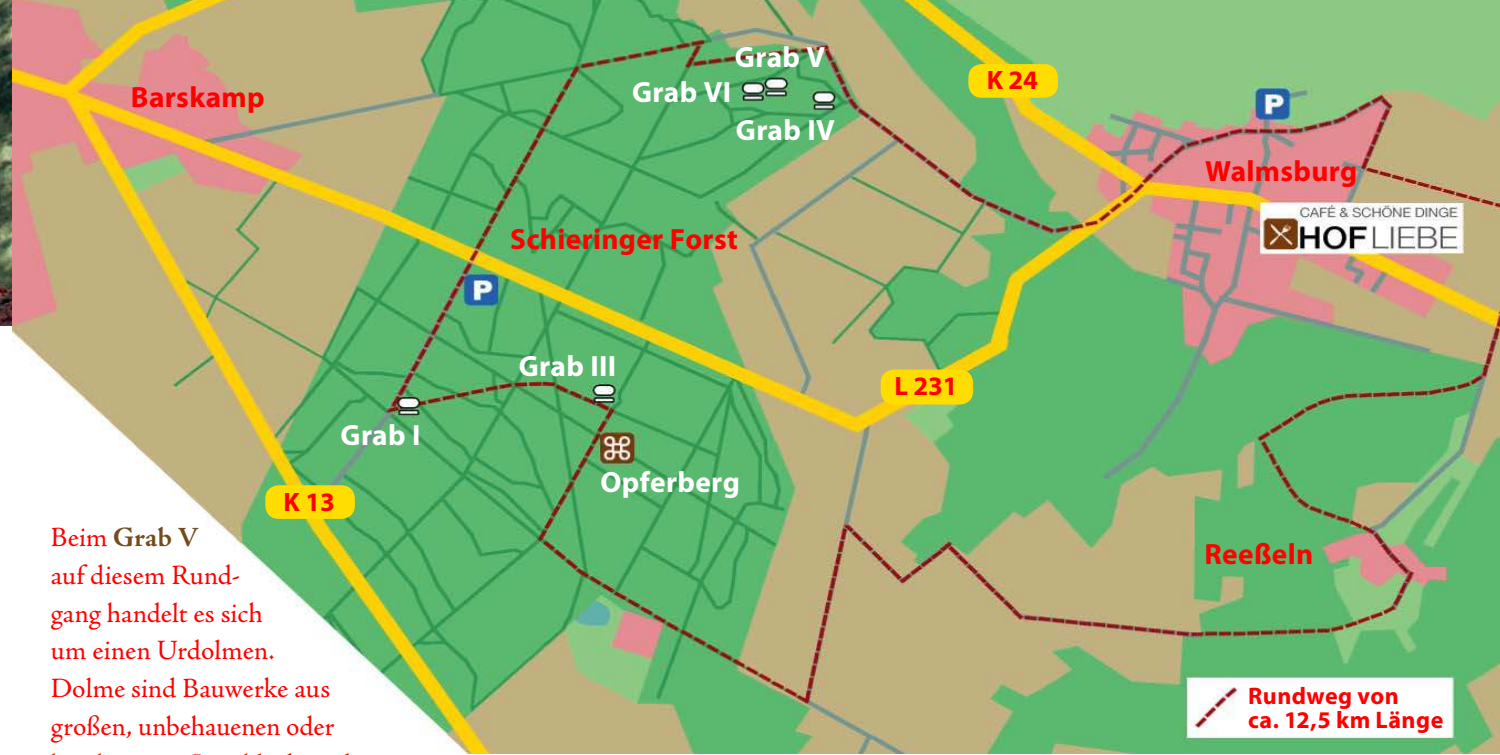 K 24
Grab V
Grab VI
Grab IV
Barskamp
P
Walmsburg
CAFÉ & SCHÖNE DINGE
HOFLIEBE
Schieringer Forst
P
Grab III
L 231
Grab I
Opferberg
K 13
Reeßeln
Beim Grab V
auf diesem Rund-
gang handelt es sich
um einen Urdolmen.
Dolme sind Bauwerke aus
großen, unbehauenen oder
Rundweg von
ca. 12,5 km Länge